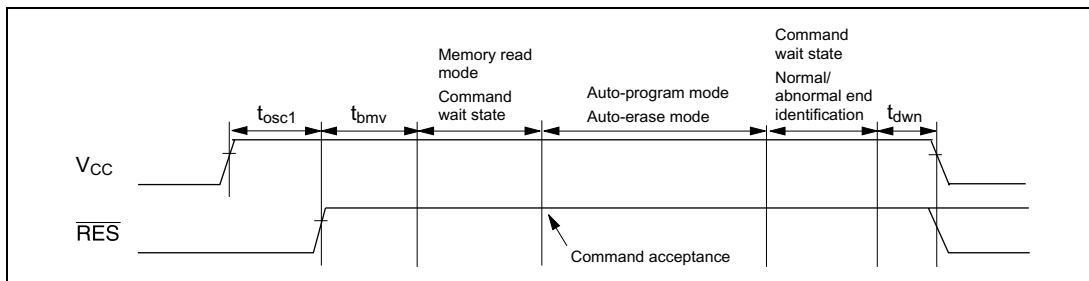 Memory read
mode
Command
wait state
Auto-program mode
Auto-erase mode
Command
wait state
Normal/
abnormal end
identification
tosc1
tbmv
tdwn
VCC
RES
Command acceptance